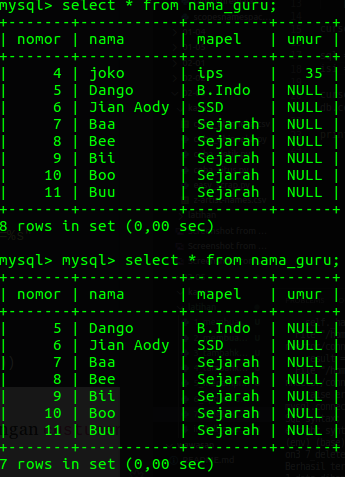 mysql> select * from nama_guru;
+-------+-----------+---------+------+
| nomor | nama      | mapel   | umur |
+-------+-----------+---------+------+
|     4 | joko      | ips     |   35 |
|     5 | Dango     | B.Indo  | NULL |
|     6 | Jian Aody | SSD     | NULL |
|     7 | Baa       | Sejarah | NULL |
|     8 | Bee       | Sejarah | NULL |
|     9 | Bii       | Sejarah | NULL |
|    10 | Boo       | Sejarah | NULL |
|    11 | Buu       | Sejarah | NULL |
+-------+-----------+---------+------+
8 rows in set (0,00 sec)
mysql> mysql> select * from nama_guru;
+-------+-----------+---------+------+
| nomor | nama      | mapel   | umur |
+-------+-----------+---------+------+
|     5 | Dango     | B.Indo  | NULL |
|     6 | Jian Aody | SSD     | NULL |
|     7 | Baa       | Sejarah | NULL |
|     8 | Bee       | Sejarah | NULL |
|     9 | Bii       | Sejarah | NULL |
|    10 | Boo       | Sejarah | NULL |
|    11 | Buu       | Sejarah | NULL |
+-------+-----------+---------+------+
7 rows in set (0,00 sec)